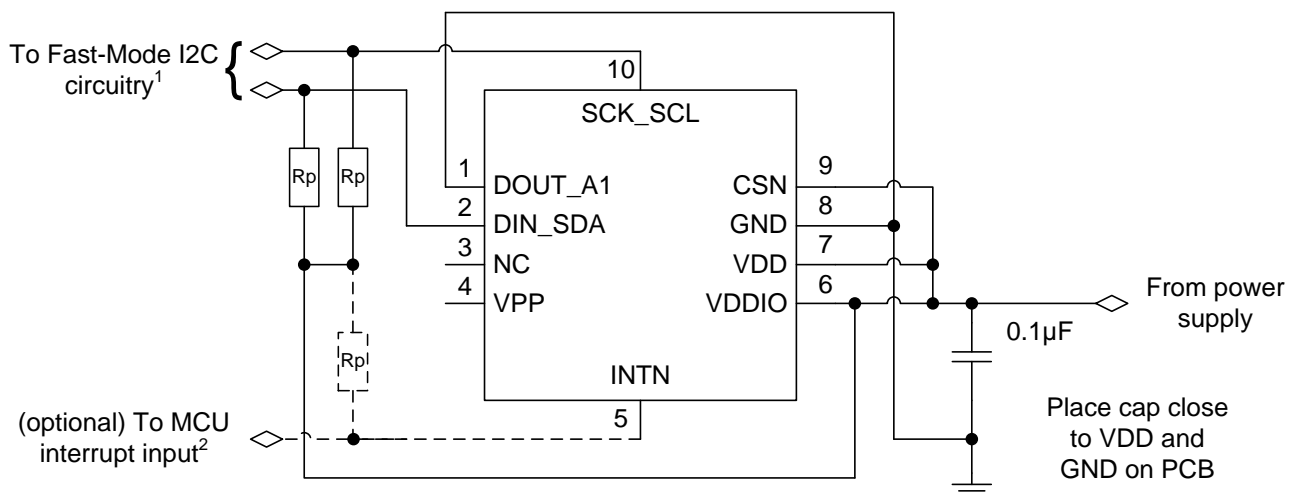 To Fast-Mode I2C
circuitry1
{
10
SCK_SCL
Rp
Rp
1
DOUT_A1
2
DIN_SDA
3
NC
4
VPP
9
CSN
8
GND
7
VDD
6
VDDIO
From power
supply
0.1µF
Rp
INTN
5
(optional) To MCU
interrupt input2
Place cap close
to VDD and
GND on PCB